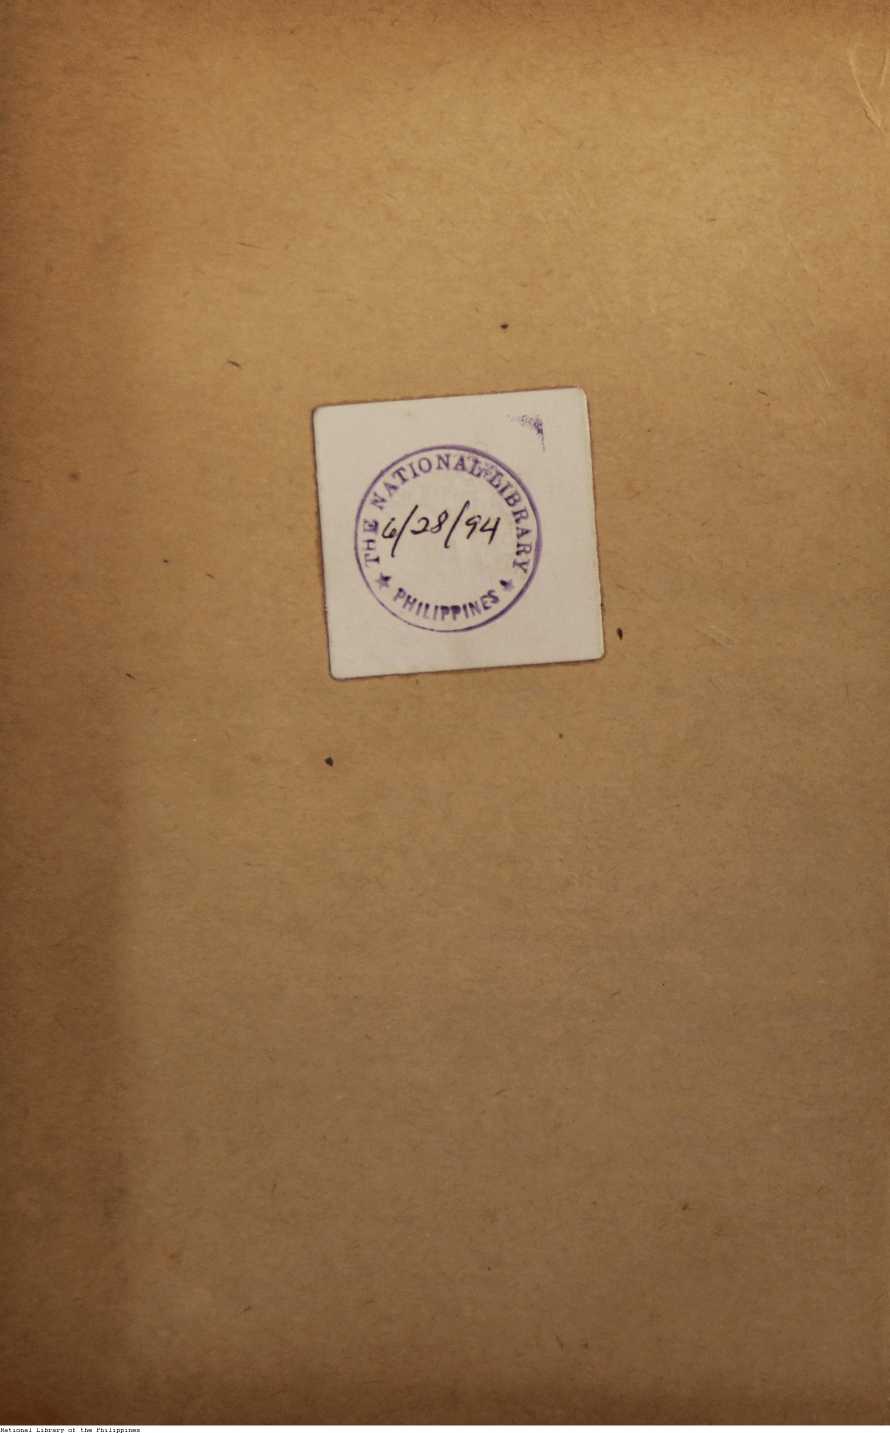 THE NATIONAL LIBRARY
6/28/94
PHILIPPINES
National Library of the Philippines